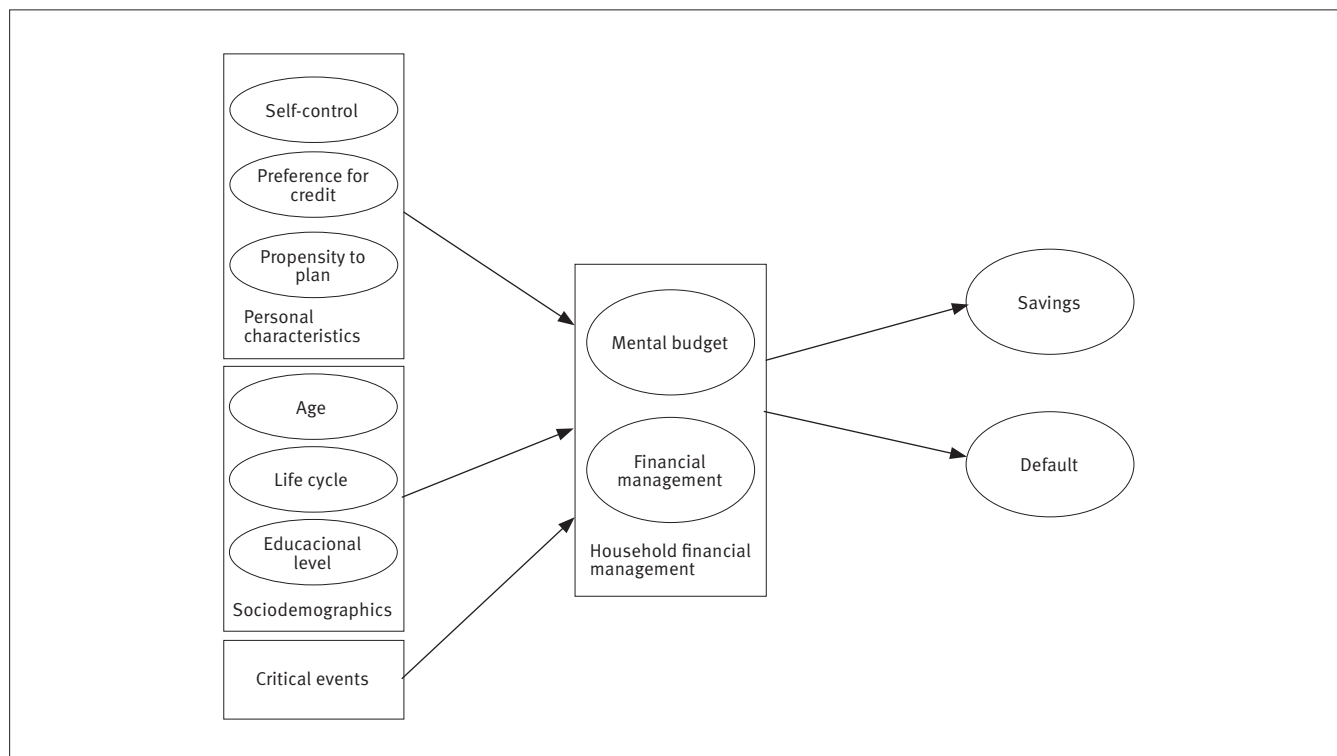 Self-control
Preference for
credit
Propensity to
plan
Personal
characteristics
Age
Life cycle
Educacional
level
Sociodemographics
Critical events
Mental budget
Financial
management
Household financial
management
Savings
Default